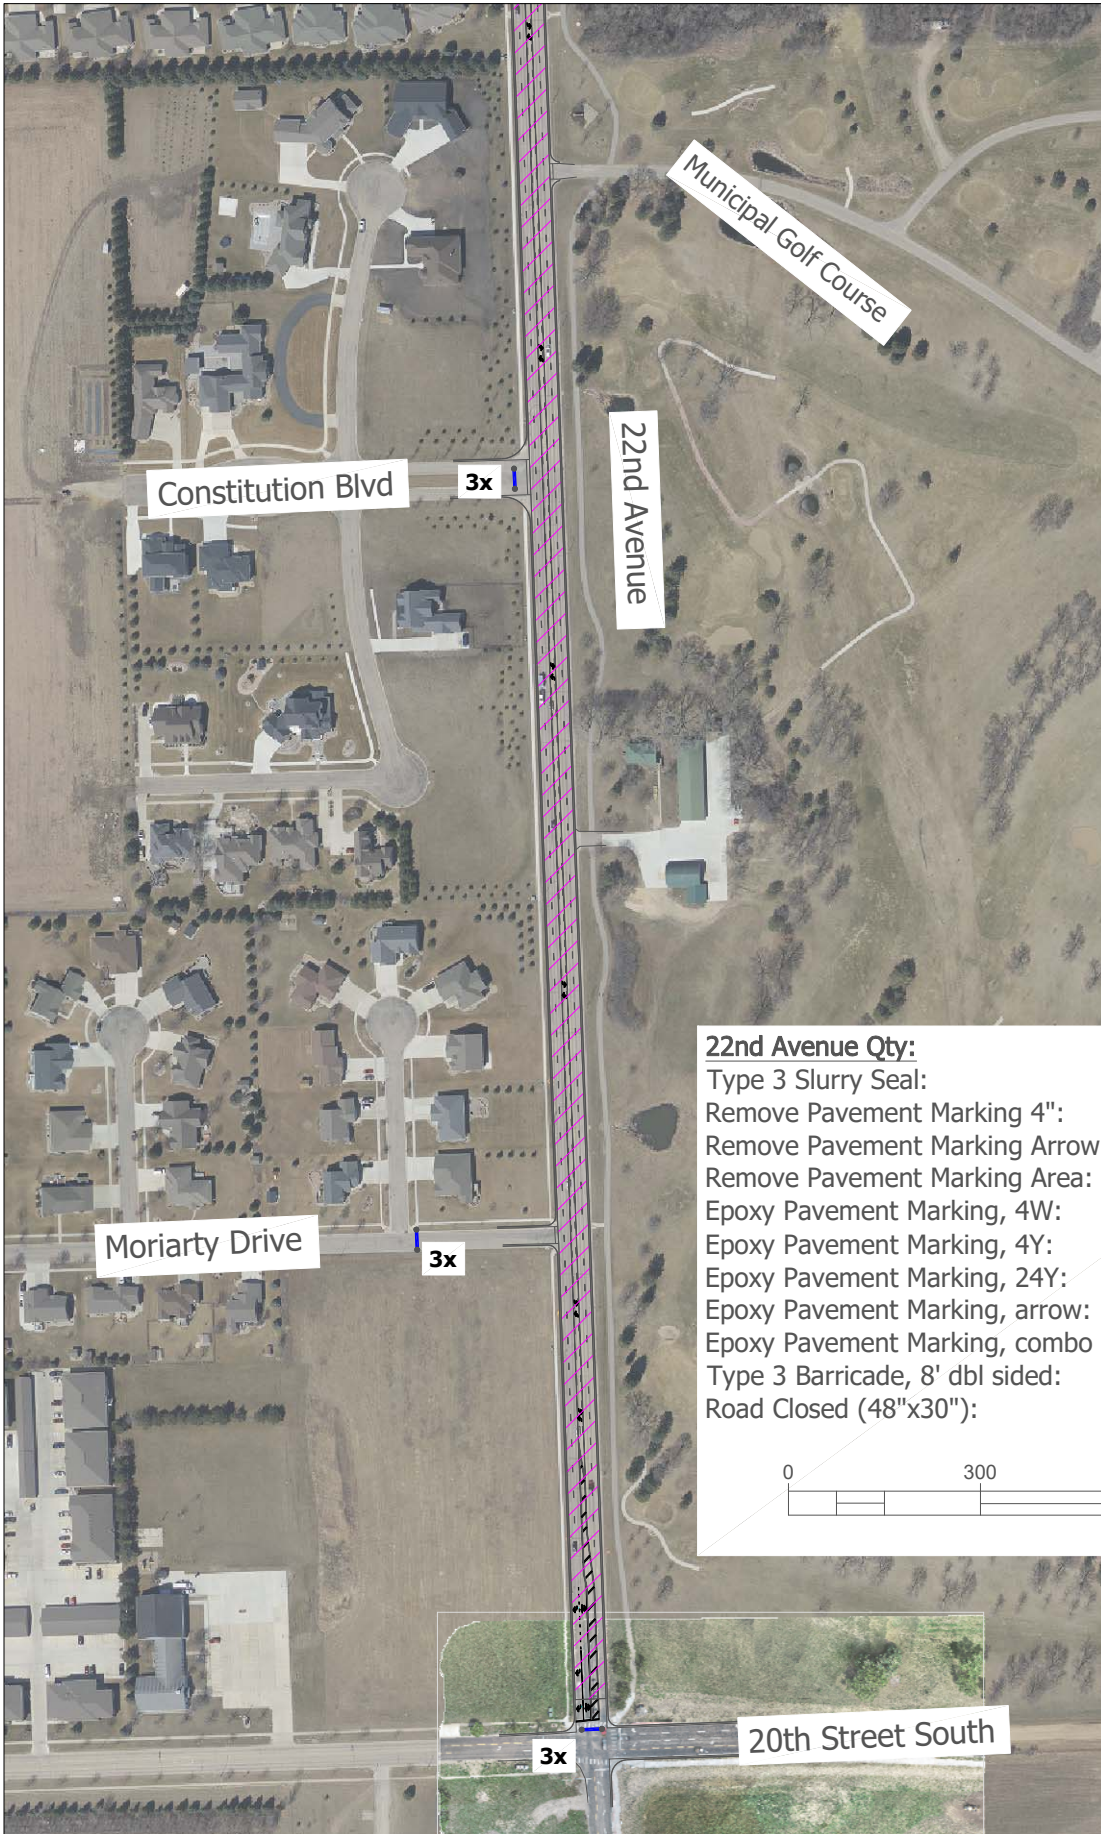 Municipal Golf Course
22nd Avenue
Constitution Blvd
3x
22nd Avenue Qty:
Type 3 Slurry Seal:
Remove Pavement Marking 4":
Remove Pavement Marking Arrow
Remove Pavement Marking Area:
Epoxy Pavement Marking, 4W:
Epoxy Pavement Marking, 4Y:
Epoxy Pavement Marking, 24Y:
Epoxy Pavement Marking, arrow:
Epoxy Pavement Marking, combo
Type 3 Barricade, 8' dbl sided:
Road Closed (48"x30"):
Moriarty Drive
3x
0 300
20th Street South
3x